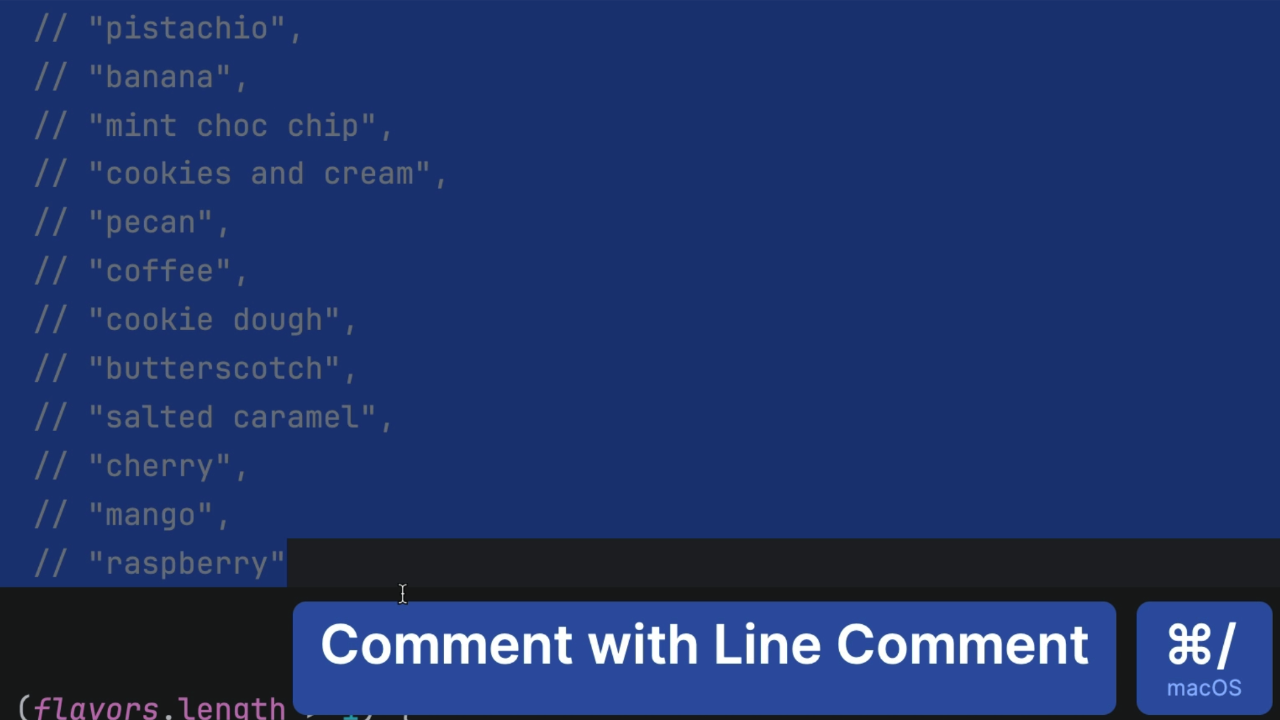 // "pistachio",
// "banana",
// "mint choc chip",
// "cookies and cream",
// "pecan",
// "coffee",
// "cookie dough",
// "butterscotch",
// "salted caramel",
// "cherry",
// "mango",
// "raspberry"
Comment with Line Comment
⌘/
macOS
(flavors.length